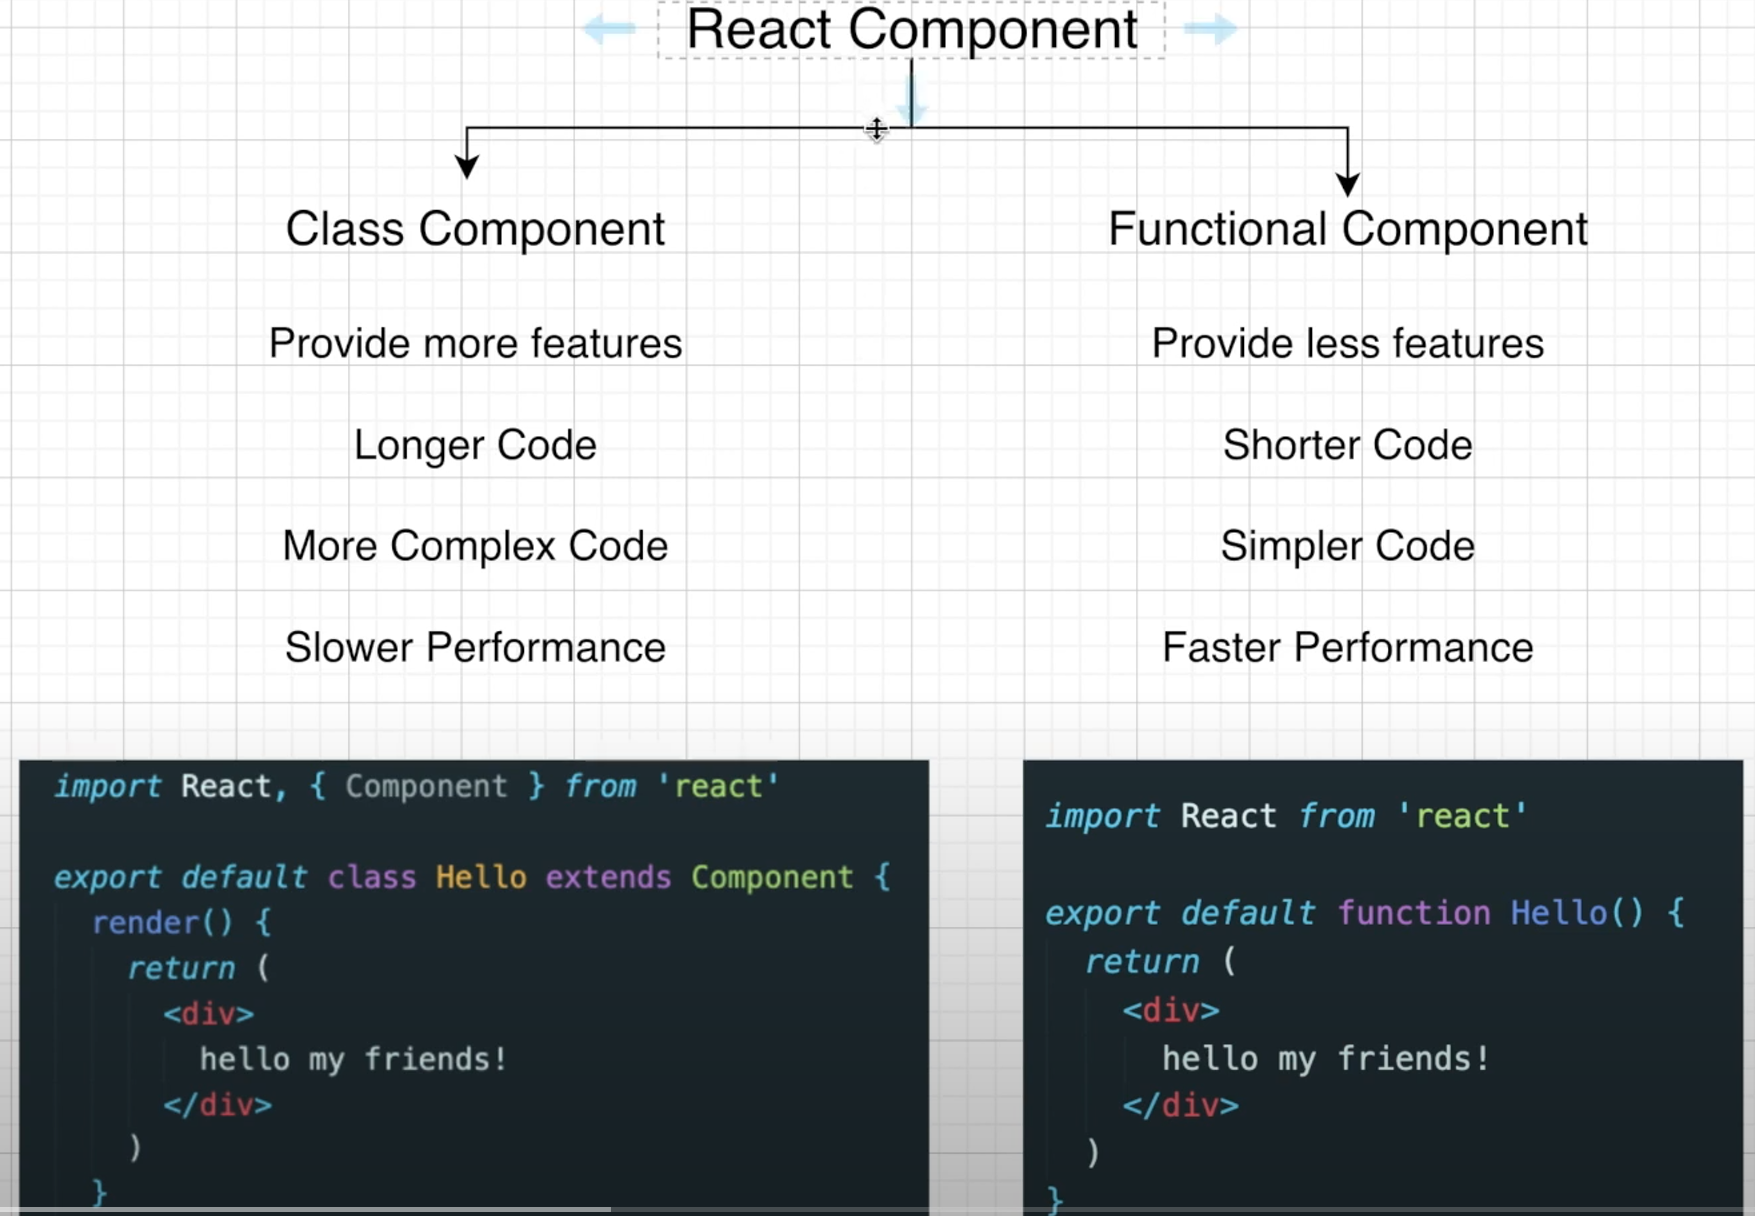 React Component
Class Component
Provide more features
Longer Code
More Complex Code
Slower Performance
import React, { Component } from 'react'
export default class Hello extends Component {
render() {
return (
<div>
hello my friends!
</div>
)
}
Functional Component
Provide less features
Shorter Code
Simpler Code
Faster Performance
import React from 'react'
export default function Hello() {
return (
<div>
hello my friends!
</div>
)
}